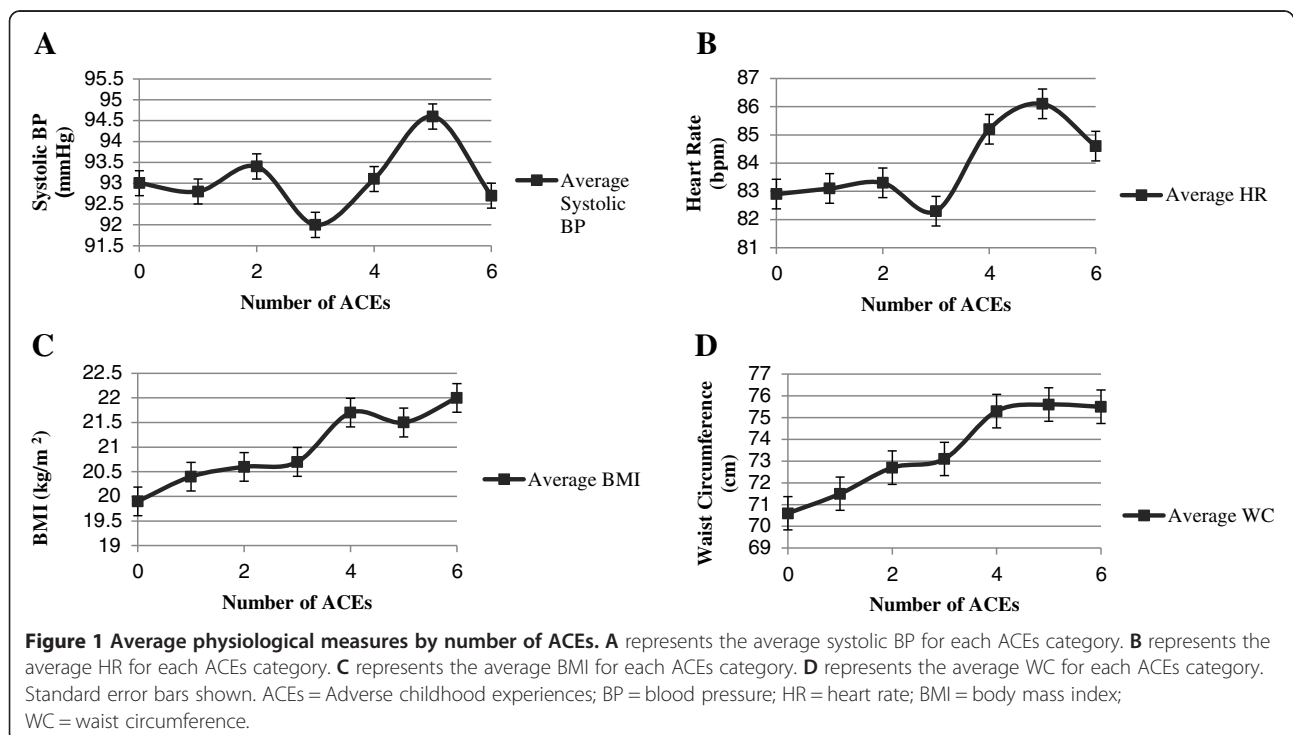 A
95.5
95
94.5
94
93.5
93
92.5
92
91.5
Systolic BP
(mmHg)
0 2 4 6
Number of ACEs
Average
Systolic
BP
B
87
86
85
84
83
82
81
Heart Rate
(bpm)
0 2 4 6
Number of ACEs
Average HR
C
22.5
22
21.5
21
20.5
20
19.5
19
BMI (kg/m²)
0 2 4 6
Number of ACEs
Average BMI
D
77
76
75
74
73
72
71
70
69
Waist Circumference
(cm)
0 2 4 6
Number of ACEs
Average WC
Figure 1 Average physiological measures by number of ACEs. A represents the average systolic BP for each ACEs category. B represents the
average HR for each ACEs category. C represents the average BMI for each ACEs category. D represents the average WC for each ACEs category.
Standard error bars shown. ACEs = Adverse childhood experiences; BP = blood pressure; HR = heart rate; BMI = body mass index;
WC = waist circumference.